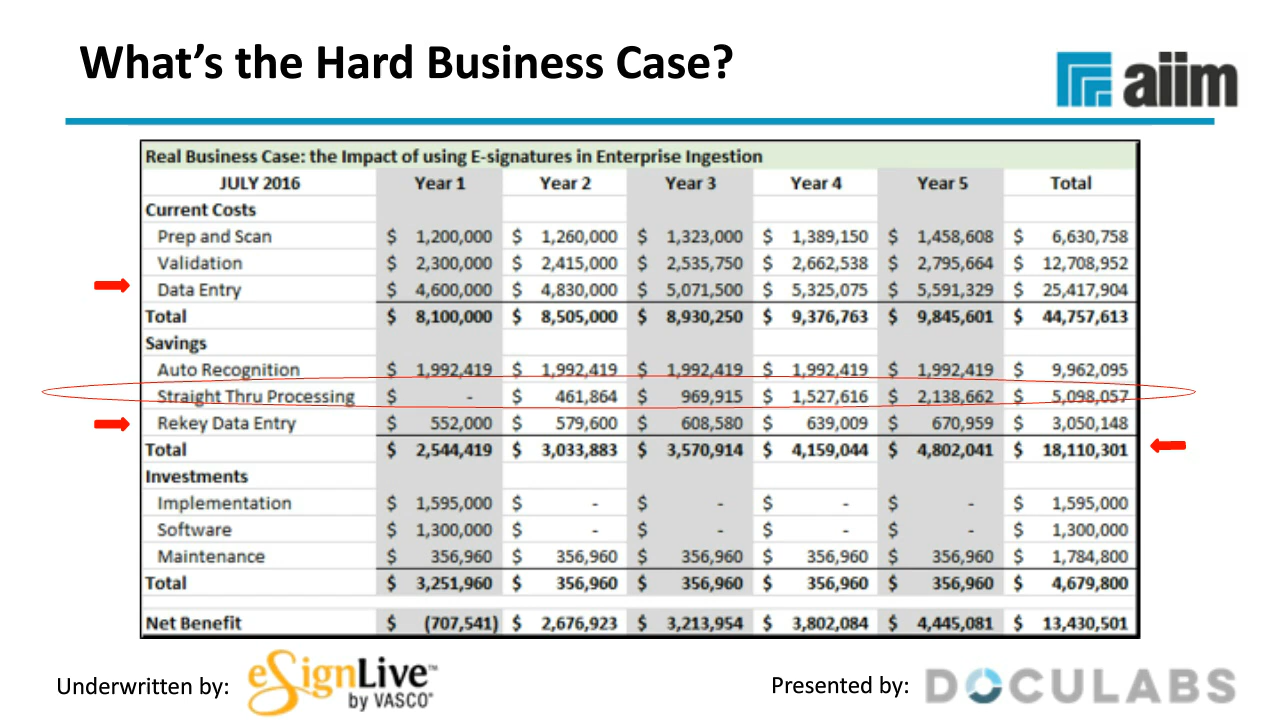 What's the Hard Business Case?
aiim
Real Business Case: the Impact of using E-signatures in Enterprise Ingestion
JULY 2016 Year 1 Year 2 Year 3 Year 4 Year 5 Total
Current Costs
Prep and Scan $ 1,200,000 $ 1,260,000 $ 1,323,000 $ 1,389,150 $ 1,458,608 $ 6,630,758
Validation $ 2,300,000 $ 2,415,000 $ 2,535,750 $ 2,662,538 $ 2,795,664 $ 12,708,952
Data Entry $ 4,600,000 $ 4,830,000 $ 5,071,500 $ 5,325,075 $ 5,591,329 $ 25,417,904
Total $ 8,100,000 $ 8,505,000 $ 8,930,250 $ 9,376,763 $ 9,845,601 $ 44,757,613
Savings
Auto Recognition $ 1,992,419 $ 1,992,419 $ 1,992,419 $ 1,992,419 $ 1,992,419 $ 9,962,095
Straight Thru Processing $ - $ 461,864 $ 969,915 $ 1,527,616 $ 2,138,662 $ 5,098,057
Rekey Data Entry $ 552,000 $ 579,600 $ 608,580 $ 639,009 $ 670,959 $ 3,050,148
Total $ 2,544,419 $ 3,033,883 $ 3,570,914 $ 4,159,044 $ 4,802,041 $ 18,110,301
Investments
Implementation $ 1,595,000 $ - $ - $ - $ - $ 1,595,000
Software $ 1,300,000 $ - $ - $ - $ - $ 1,300,000
Maintenance $ 356,960 $ 356,960 $ 356,960 $ 356,960 $ 356,960 $ 1,784,800
Total $ 3,251,960 $ 356,960 $ 356,960 $ 356,960 $ 356,960 $ 4,679,800
Net Benefit $ (707,541) $ 2,676,923 $ 3,213,954 $ 3,802,084 $ 4,445,081 $ 13,430,501
Underwritten by: eSignLive™ by VASCO®
Presented by: DOCULABS